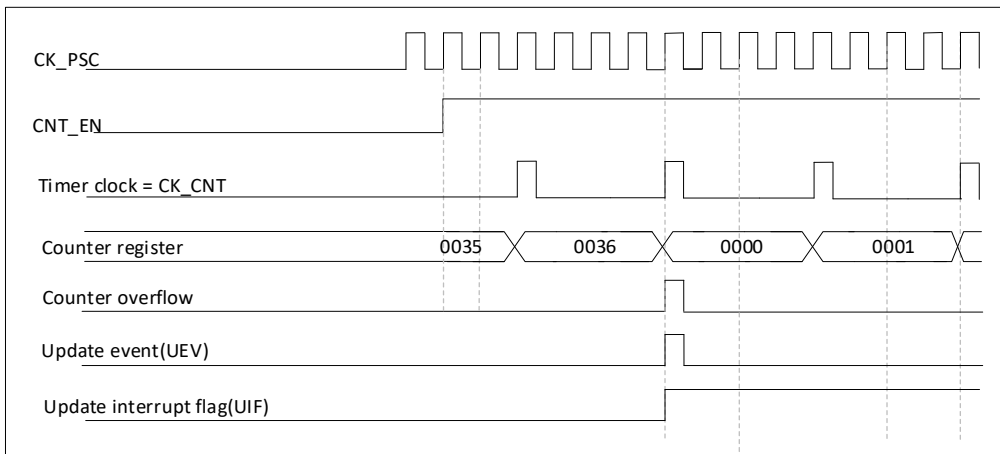 CK_PSC
CNT_EN
Timer clock = CK_CNT
Counter register 0035 0036 0000 0001
Counter overflow
Update event(UEV)
Update interrupt flag(UIF)